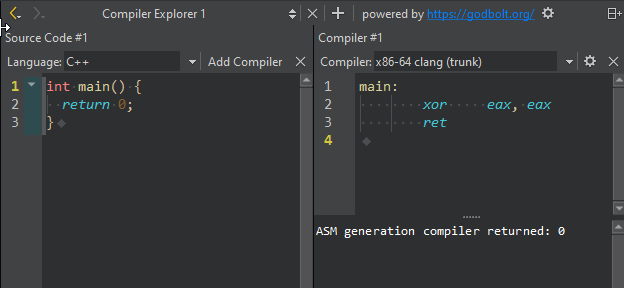 Compiler Explorer 1
powered by https://godbolt.org/
Source Code #1
Language: C++
Add Compiler
1 int main() {
2 return 0;
3 }
Compiler #1
Compiler: x86-64 clang (trunk)
1 main:
2 xor eax, eax
3 ret
4
ASM generation compiler returned: 0